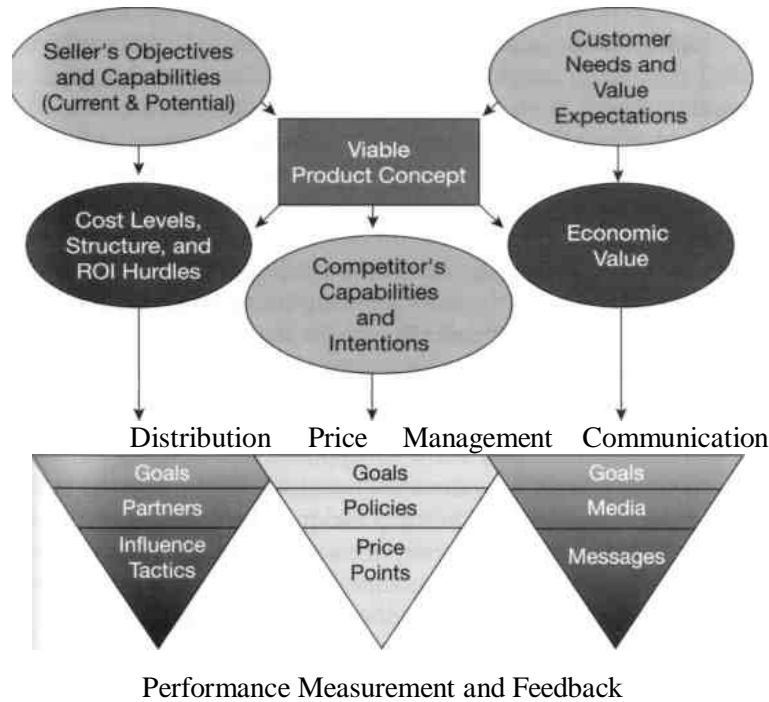 Seller's Objectives
and Capabilities
(Current & Potential)
Customer
Needs and
Value
Expectations
Viable
Product Concept
Cost Levels,
Structure, and
ROI Hurdles
Competitor's
Capabilities
and
Intentions
Economic
Value
Distribution Price Management Communication
Goals
Partners
Influence
Tactics
Goals
Policies
Price
Points
Goals
Media
Messages
Performance Measurement and Feedback